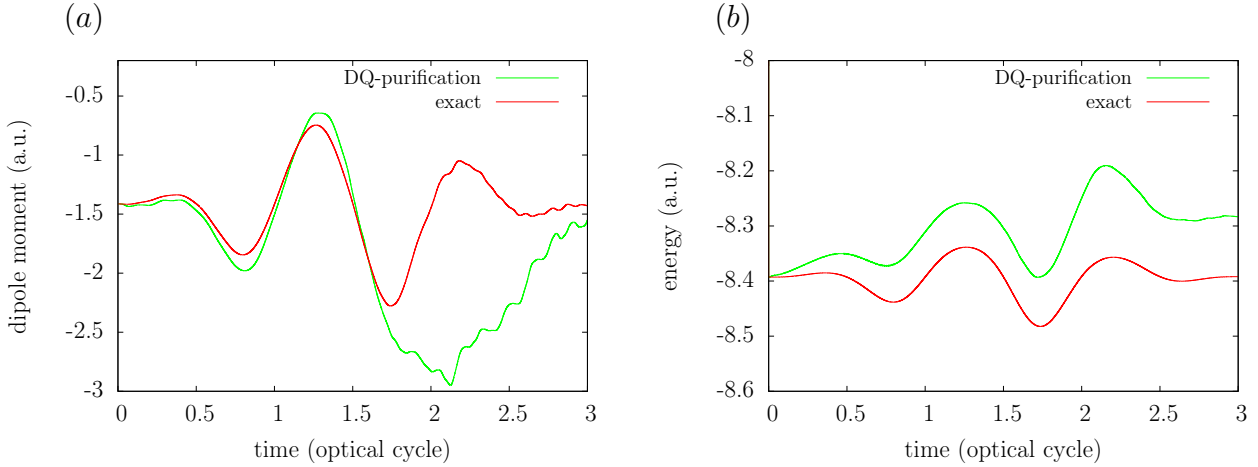 (a)
DQ-purification
exact
-0.5
-1
-1.5
-2
-2.5
-3
0 0.5 1 1.5 2 2.5 3
dipole moment (a.u.)
time (optical cycle)
(b)
DQ-purification
exact
-8
-8.1
-8.2
-8.3
-8.4
-8.5
-8.6
0 0.5 1 1.5 2 2.5 3
energy (a.u.)
time (optical cycle)